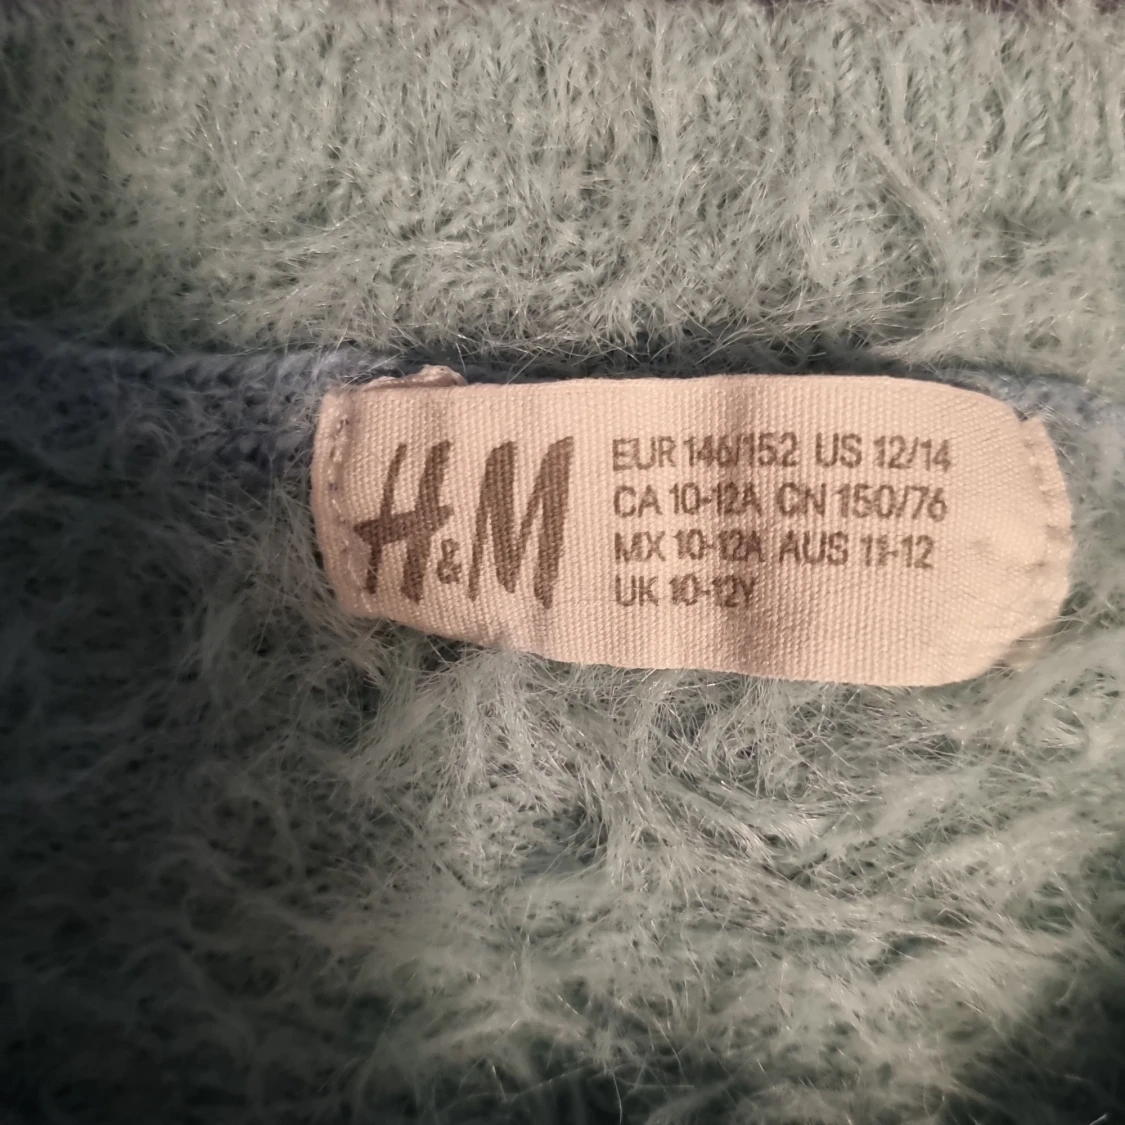 H&M
EUR 146/152 US 12/14
CA 10-12A CN 150/76
MX 10-12A AUS 11-12
UK 10-12Y